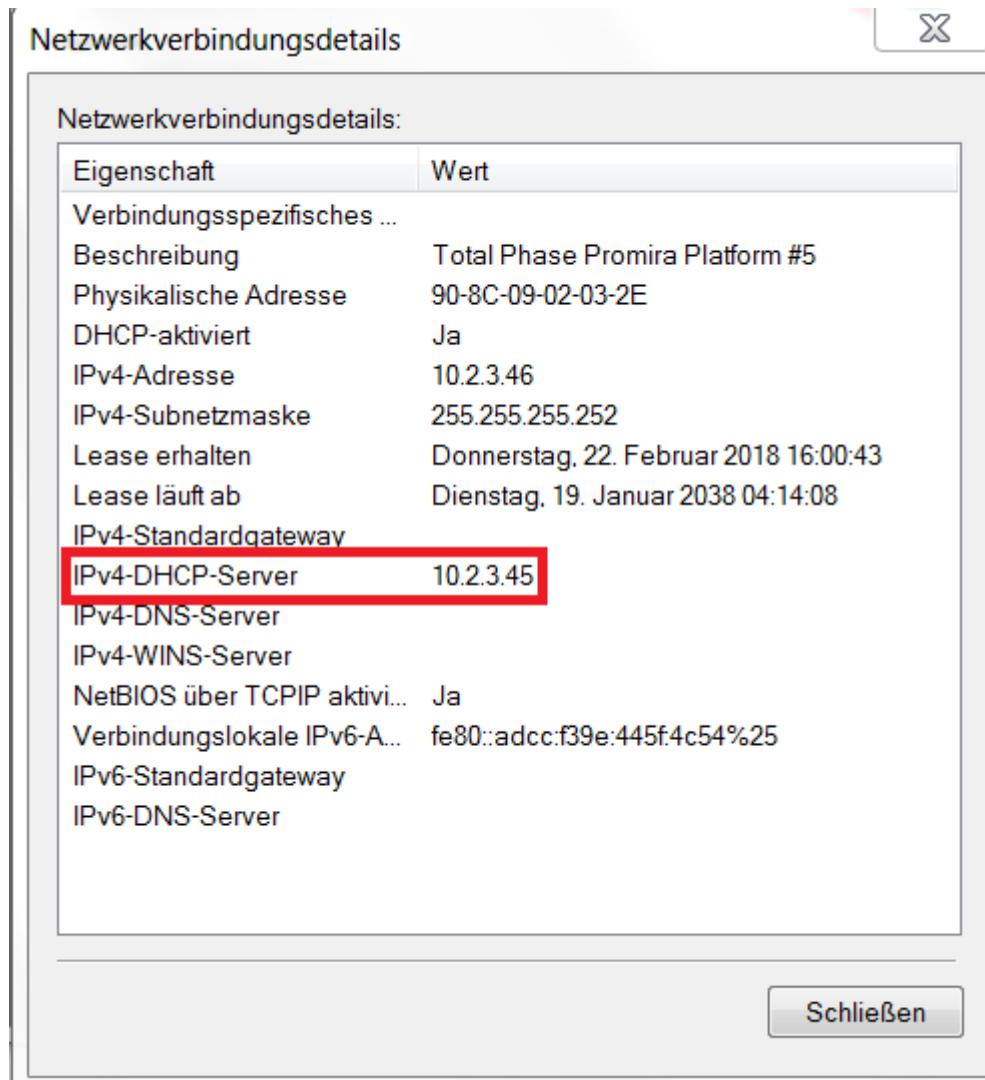 Netzwerkverbindungsdetails
Netzwerkverbindungsdetails:
Eigenschaft Wert
Verbindungsspezifisches ...
Beschreibung Total Phase Promira Platform #5
Physikalische Adresse 90-8C-09-02-03-2E
DHCP-aktiviert Ja
IPv4-Adresse 10.2.3.46
IPv4-Subnetzmaske 255.255.255.252
Lease erhalten Donnerstag, 22. Februar 2018 16:00:43
Lease läuft ab Dienstag, 19. Januar 2038 04:14:08
IPv4-Standardgateway
IPv4-DHCP-Server 10.2.3.45
IPv4-DNS-Server
IPv4-WINS-Server
NetBIOS über TCPIP aktivi... Ja
Verbindungslokale IPv6-A... fe80::adcc:f39e:445f:4c54%25
IPv6-Standardgateway
IPv6-DNS-Server
Schließen